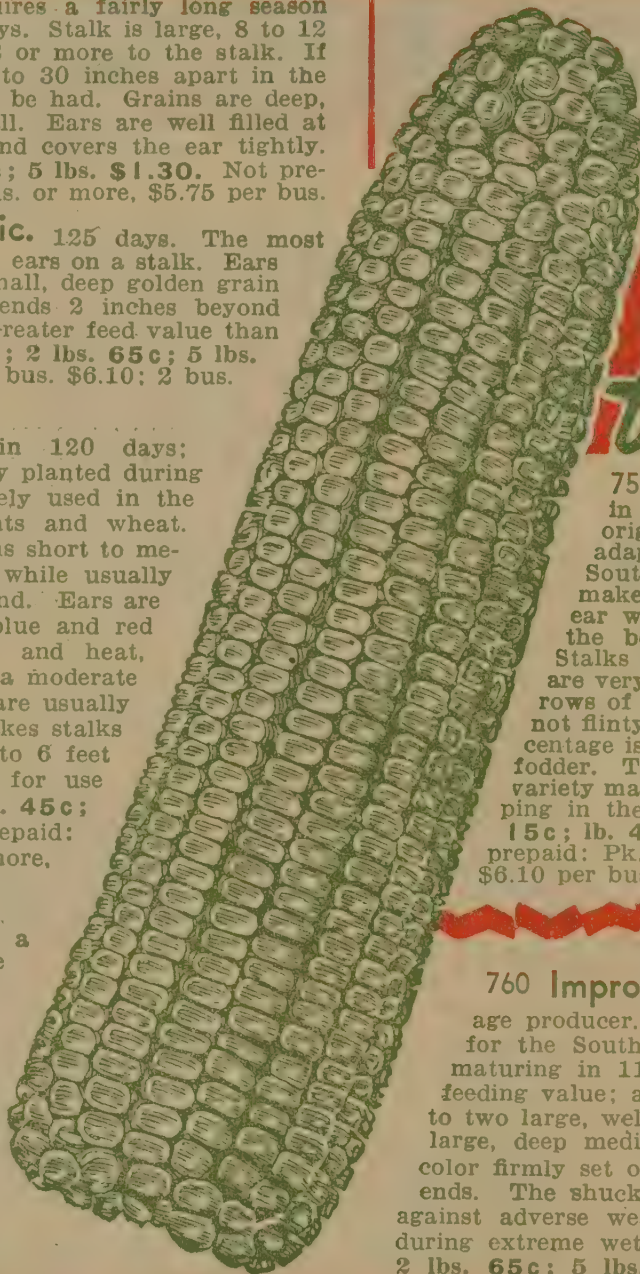 ires a fairly long season
ys. Stalk is large, 8 to 12
or more to the stalk. If
to 30 inches apart in the
be had. Grains are deep,
ll. Ears are well filled at
nd covers the ear tightly.
; 5 lbs. $1.30. Not pre-
s. or more, $5.75 per bus.
ic. 125 days. The most
ears on a stalk. Ears
nall, deep golden grain
ends 2 inches beyond
reater feed value than
; 2 lbs. 65c; 5 lbs.
bus. $6.10; 2 bus.
in 120 days;
y planted during
ely used in the
ats and wheat.
s short to me-
while usually
nd. Ears are
blue and red
and heat,
a moderate
are usually
kes stalks
to 6 feet
for use
. 45c;
epaid:
ore,
a
e
t
75
in
orig
adap
Sout
make
ear w
the be
Stalks
are very
rows of
not flinty
centage is
fodder. T
variety ma
ping in the
15c; lb. 4
prepaid: Pk.
$6.10 per bus
760 Impro
age producer.
for the South
maturing in 11
feeding value; a
to two large, wel
large, deep medi
color firmly set o
ends. The shuck
against adverse we
during extreme wet
2 lbs. 65c; 5 lbs